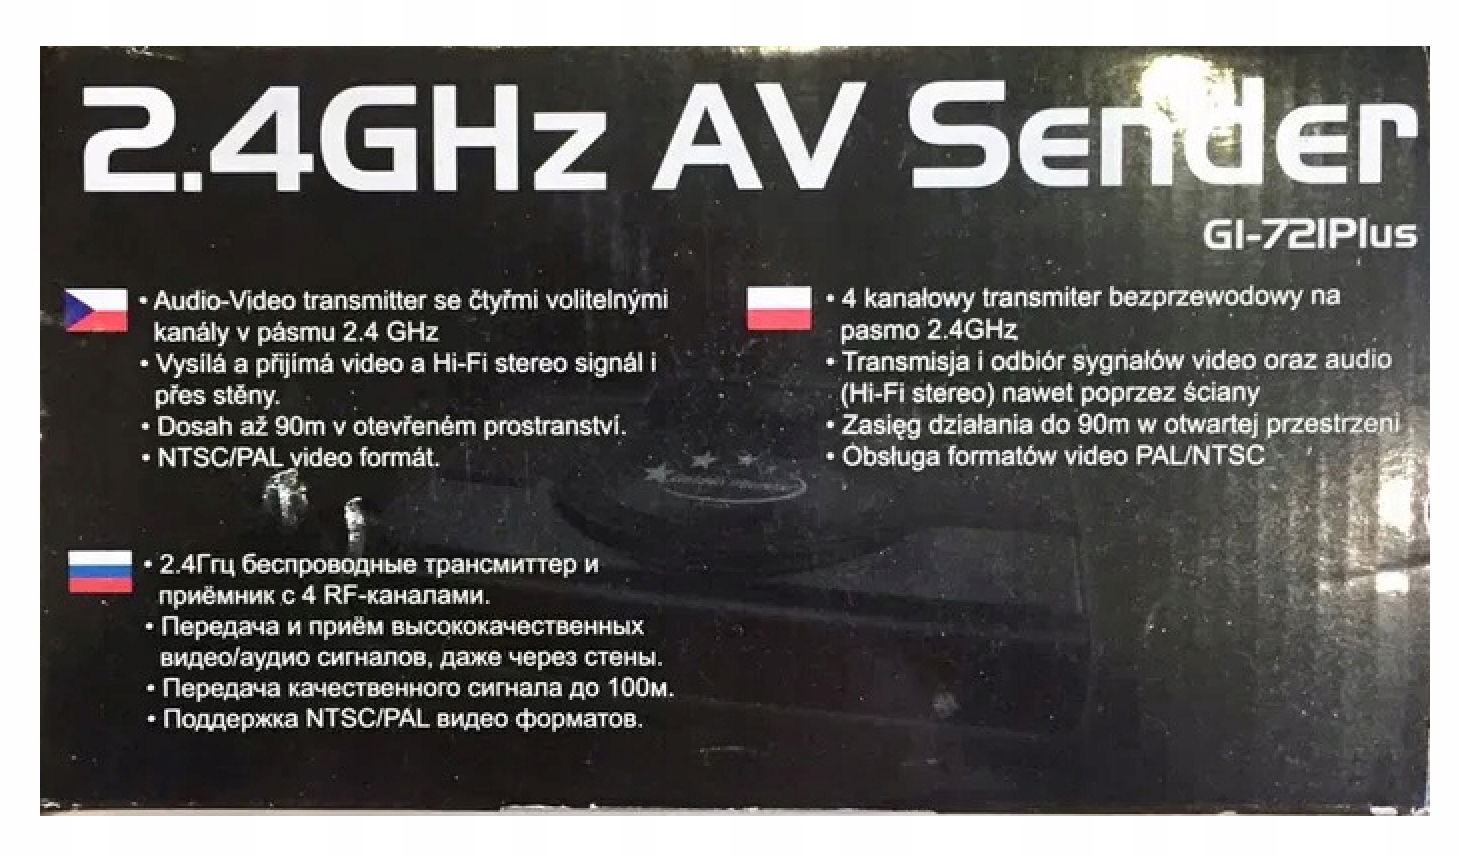 2.4GHz AV Sender
GI-721Plus
• Audio-Video transmitter se čtyřmi volitelnými
kanály v pásmu 2.4 GHz
• Vysílá a přijímá video a Hi-Fi stereo signál i
přes stěny.
• Dosah až 90m v otevřeném prostranství.
• NTSC/PAL video formát.
• 4 kanałowy transmiter bezprzewodowy na
pasmo 2.4GHz
• Transmisja i odbiór sygnałów video oraz audio
(Hi-Fi stereo) nawet poprzez ściany
• Zasięg działania do 90m w otwartej przestrzeni
• Obsługa formatów video PAL/NTSC
• 2.4Ггц беспроводные трансмиттер и
приёмник с 4 RF-каналами.
• Передача и приём высококачественных
видео/аудио сигналов, даже через стены.
• Передача качественного сигнала до 100м.
• Поддержка NTSC/PAL видео форматов.